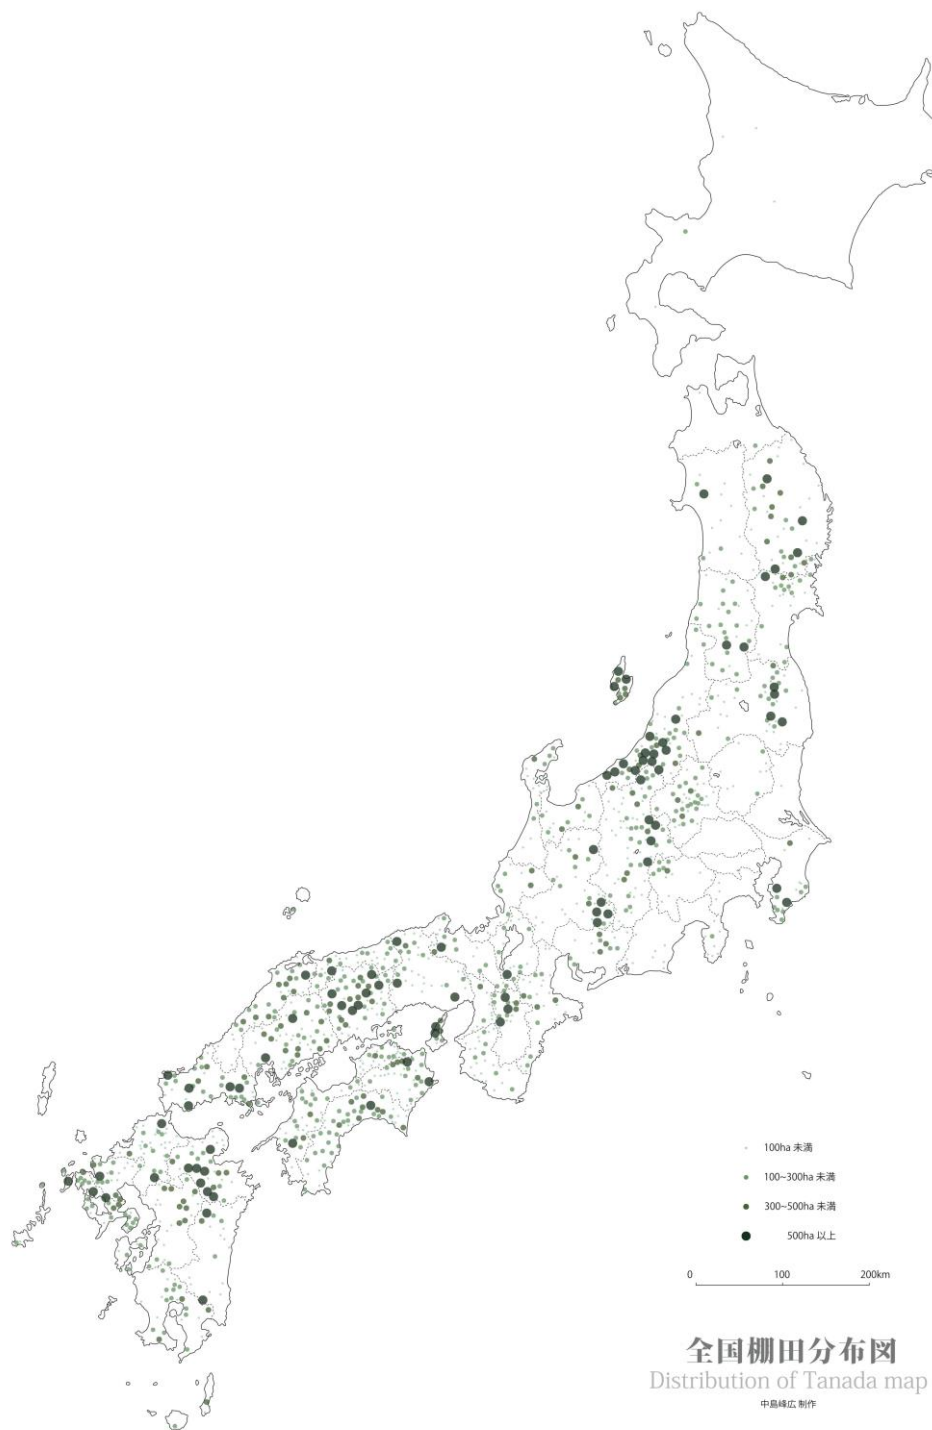 100ha 未満
100~300ha 未満
300~500ha 未満
500ha 以上
0 100 200km
全国棚田分布図
Distribution of Tanada map
中島峰広 制作